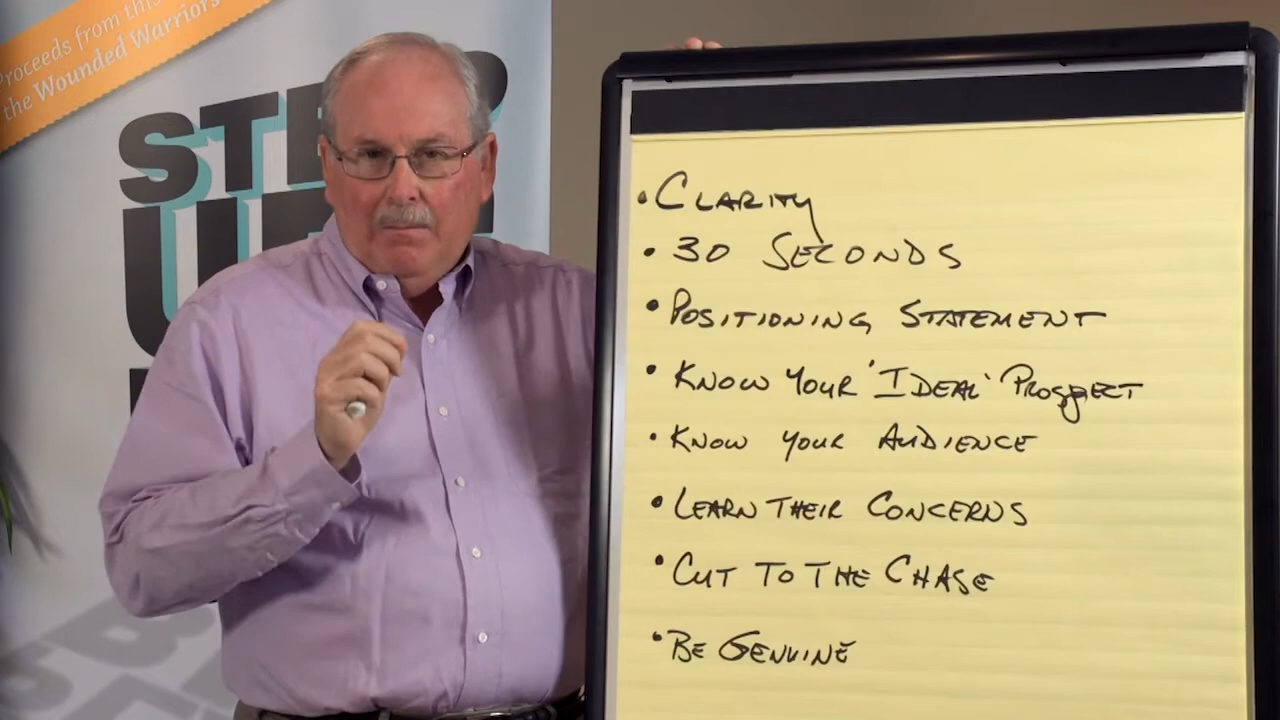 Proceeds from this
the Wounded Warriors
STEP
• CLARITY
• 30 SECONDS
• POSITIONING STATEMENT
• KNOW YOUR 'IDEAL' PROSPECT
• KNOW YOUR AUDIENCE
• LEARN THEIR CONCERNS
• CUT TO THE CHASE
• BE GENUINE